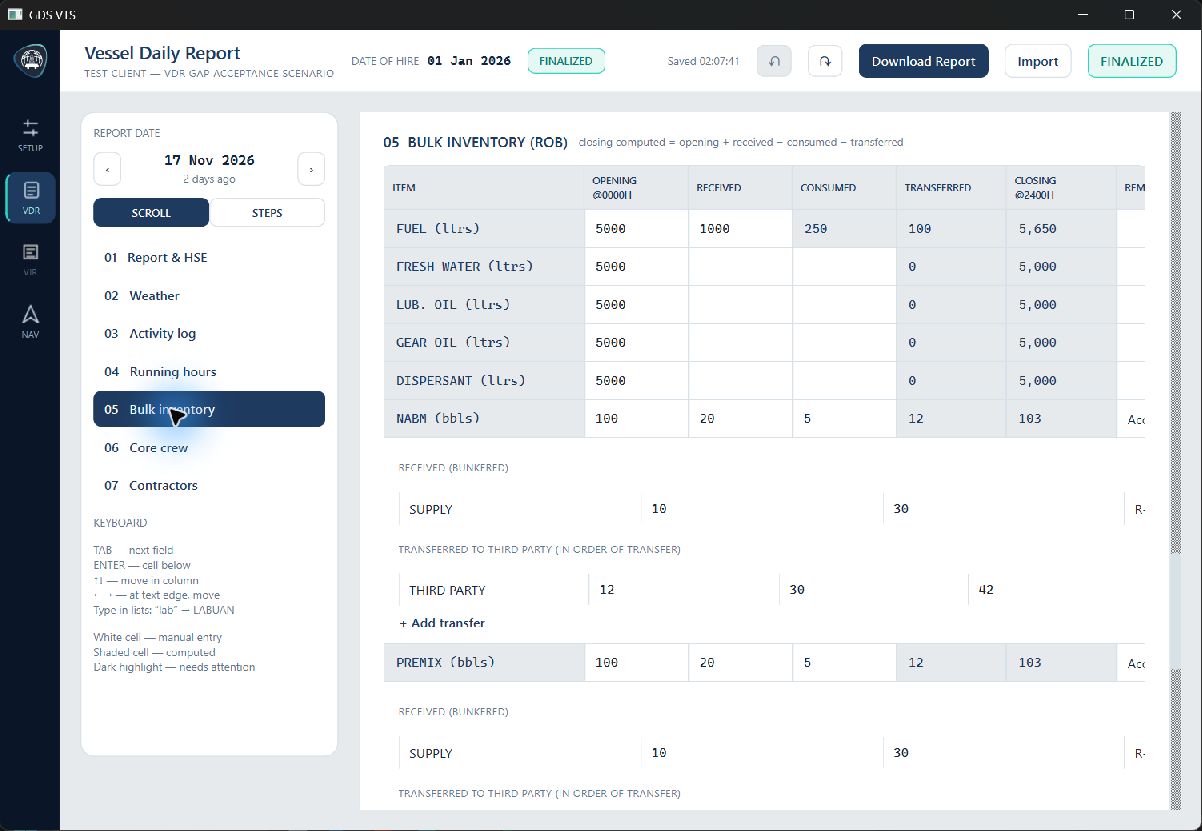 GDS VTS
Vessel Daily Report
TEST CLIENT — VDR GAP ACCEPTANCE SCENARIO
DATE OF HIRE 01 Jan 2026 FINALIZED
Saved 02:07:41
Download Report
Import
FINALIZED
SETUP
VDR
VIR
NAV
REPORT DATE
17 Nov 2026
2 days ago
SCROLL STEPS
01 Report & HSE
02 Weather
03 Activity log
04 Running hours
05 Bulk inventory
06 Core crew
07 Contractors
KEYBOARD
TAB — next field
ENTER — cell below
↑↓ — move in column
— at text edge, move
Type in lists: "lab" → LABUAN
White cell — manual entry
Shaded cell — computed
Dark highlight — needs attention
05 BULK INVENTORY (ROB) closing computed = opening + received − consumed − transferred
ITEM OPENING @0000H RECEIVED CONSUMED TRANSFERRED CLOSING @2400H REM
FUEL (ltrs) 5000 1000 250 100 5,650
FRESH WATER (ltrs) 5000 0 5,000
LUB. OIL (ltrs) 5000 0 5,000
GEAR OIL (ltrs) 5000 0 5,000
DISPERSANT (ltrs) 5000 0 5,000
NABM (bbls) 100 20 5 12 103 Acc
RECEIVED (BUNKERED)
SUPPLY 10 30 R-
TRANSFERRED TO THIRD PARTY (IN ORDER OF TRANSFER)
THIRD PARTY 12 30 42
+ Add transfer
PREMIX (bbls) 100 20 5 12 103 Acc
RECEIVED (BUNKERED)
SUPPLY 10 30 R-
TRANSFERRED TO THIRD PARTY (IN ORDER OF TRANSFER)